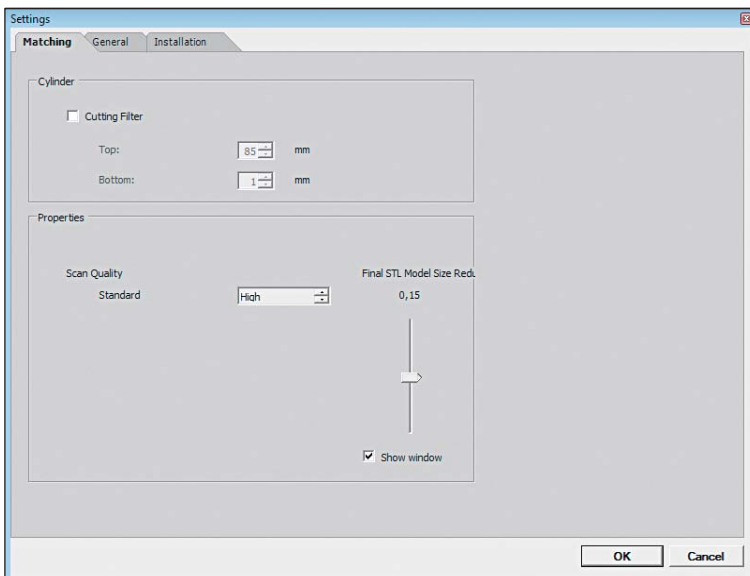 Settings
Matching General Installation
Cylinder
Cutting Filter
Top: 85 mm
Bottom: 1 mm
Properties
Scan Quality Final STL Model Size Redu
Standard High 0,15
Show window
OK Cancel